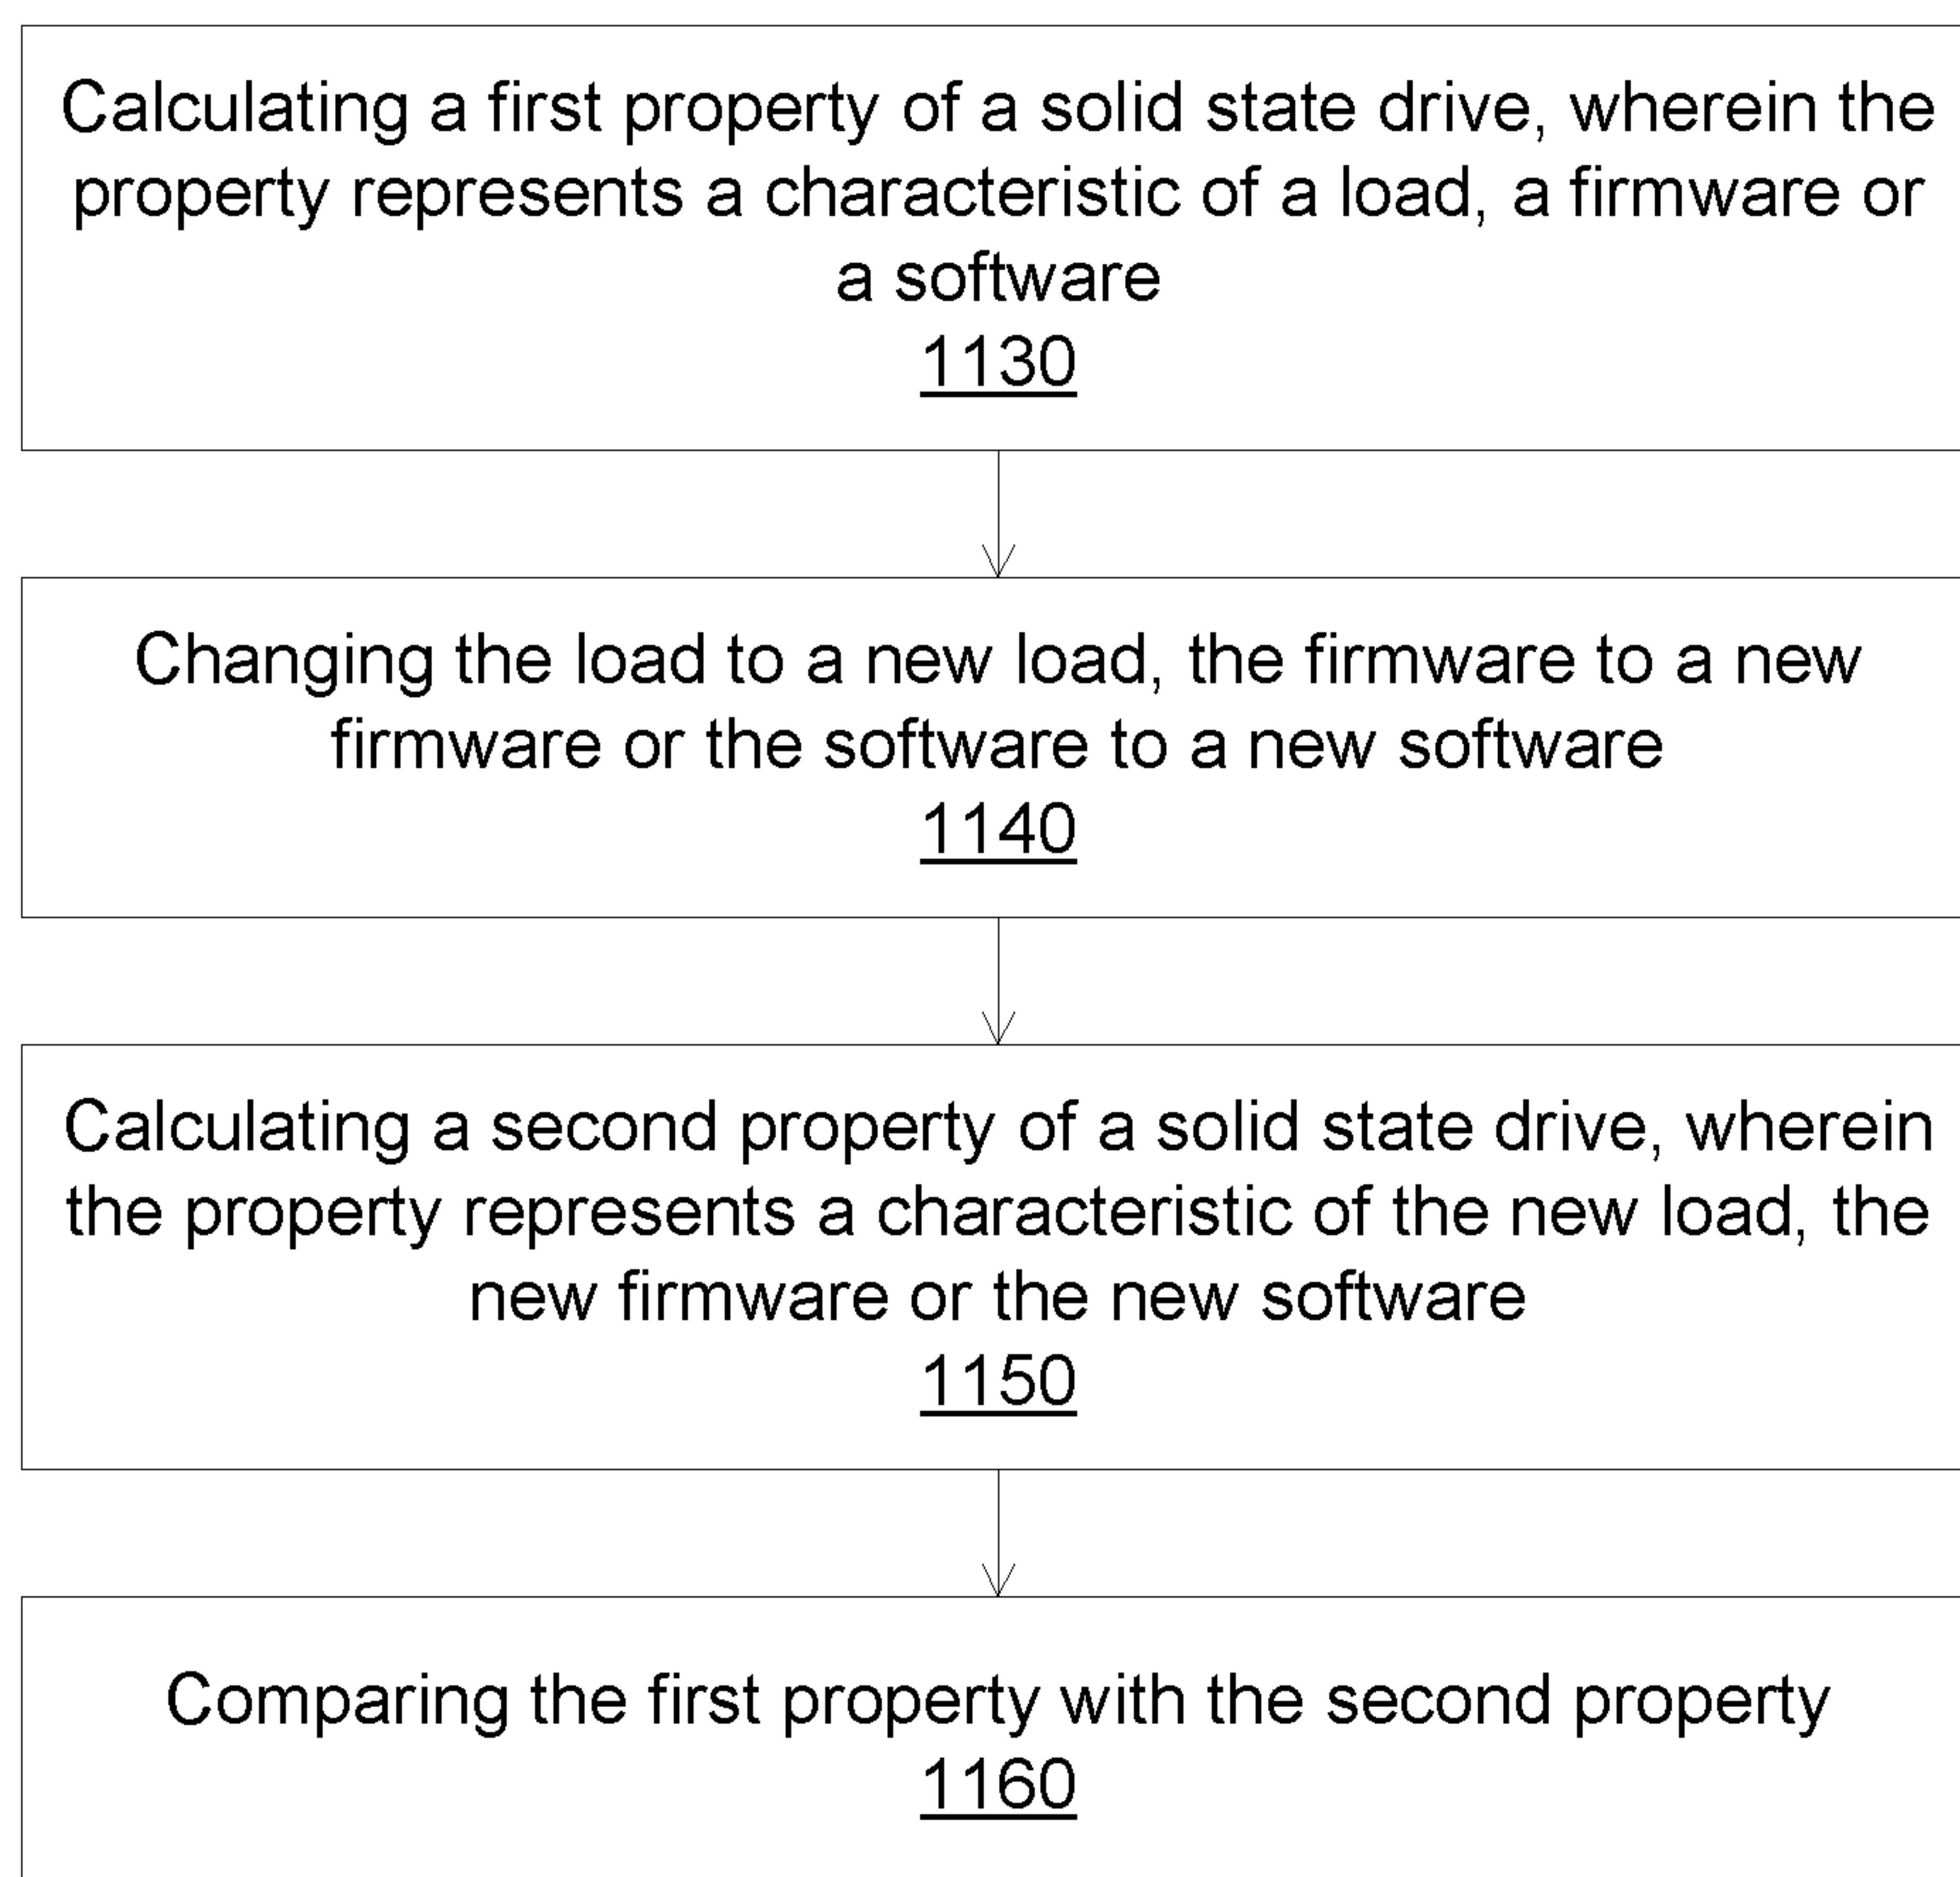 Calculating a first property of a solid state drive, wherein the
property represents a characteristic of a load, a firmware or
a software
1130
Changing the load to a new load, the firmware to a new
firmware or the software to a new software
1140
Calculating a second property of a solid state drive, wherein
the property represents a characteristic of the new load, the
new firmware or the new software
1150
Comparing the first property with the second property
1160